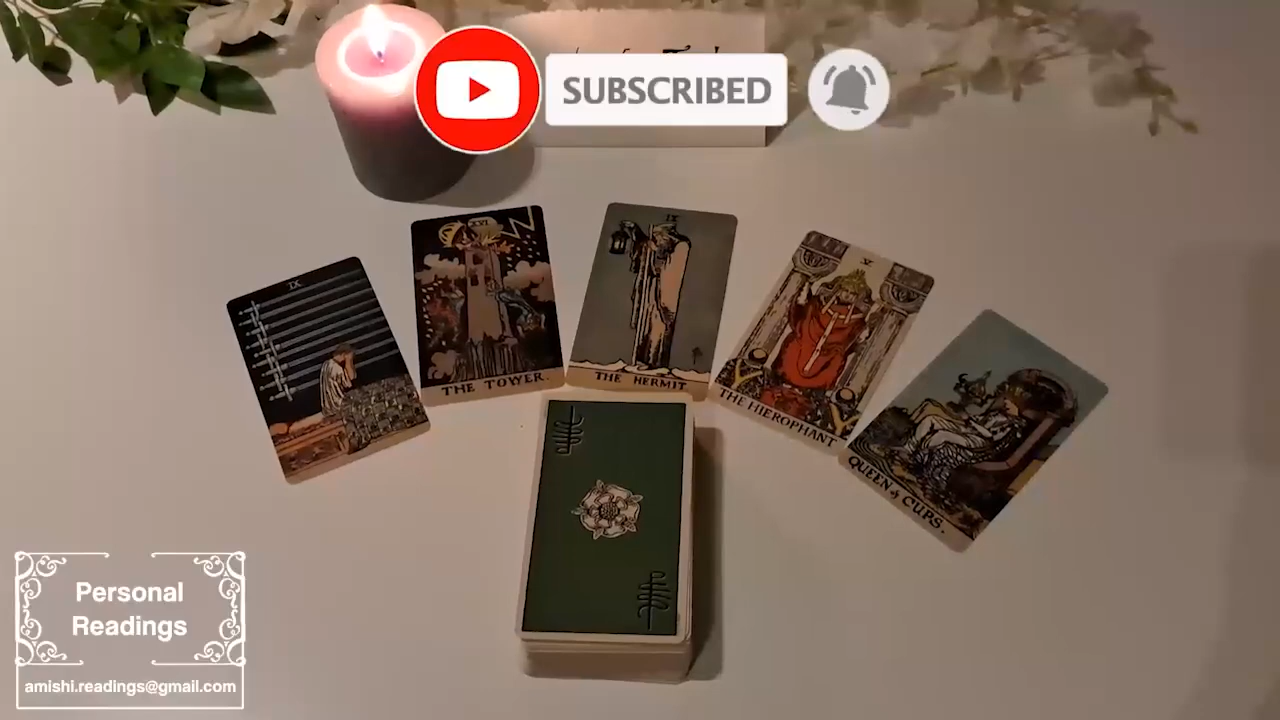 SUBSCRIBED
IX
XVI
THE TOWER.
IX
THE HERMIT
V
THE HIEROPHANT
QUEEN of CUPS.
Personal
Readings
amishi.readings@gmail.com